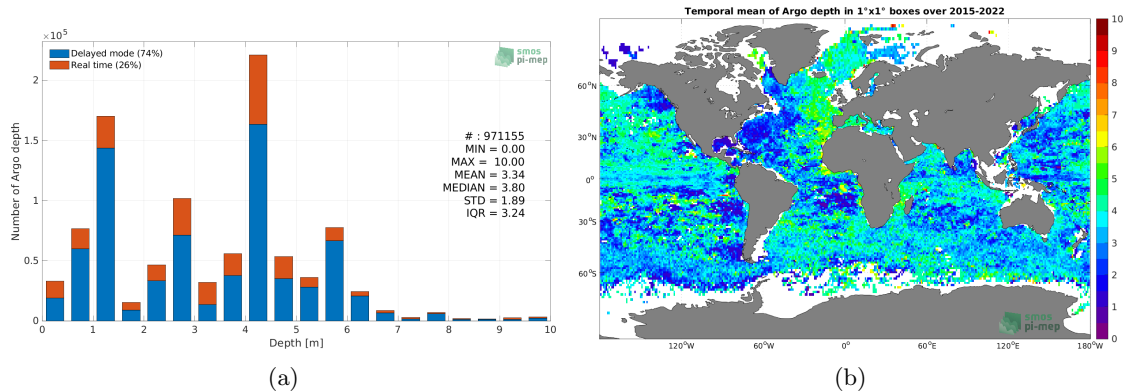 Delayed mode (74%)
Real time (26%)
smos
pi-mep
×10⁵
2
1.5
1
0.5
0
Number of Argo depth
# : 971155
MIN = 0.00
MAX = 10.00
MEAN = 3.34
MEDIAN = 3.80
STD = 1.89
IQR = 3.24
0 1 2 3 4 5 6 7 8 9 10
Depth [m]
(a)
Temporal mean of Argo depth in 1°x1° boxes over 2015-2022
60°N
30°N
0°
30°S
60°S
120°W 60°W 0° 60°E 120°E 180°W
smos
pi-mep
10
9
8
7
6
5
4
3
2
1
0
(b)